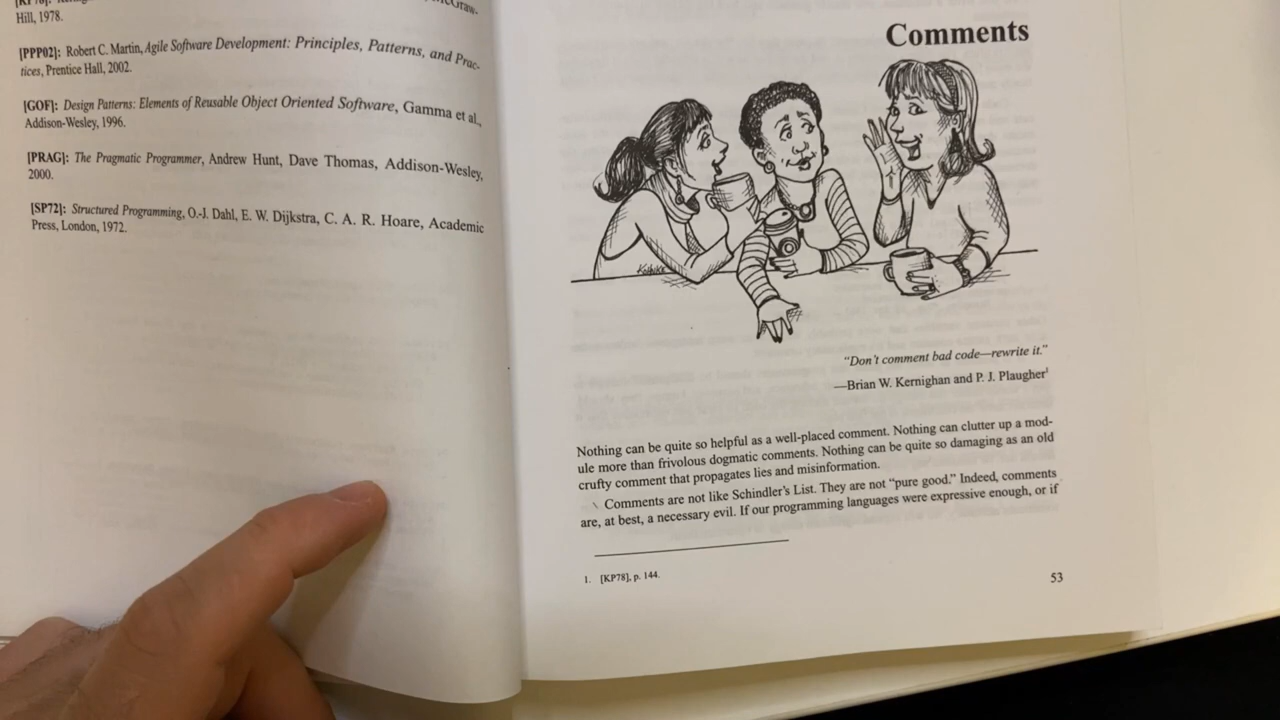 Hill, 1978.
[PPP02]: Robert C. Martin, Agile Software Development: Principles, Patterns, and Prac-
tices, Prentice Hall, 2002.
[GOF]: Design Patterns: Elements of Reusable Object Oriented Software, Gamma et al.,
Addison-Wesley, 1996.
[PRAG]: The Pragmatic Programmer, Andrew Hunt, Dave Thomas, Addison-Wesley,
2000.
[SP72]: Structured Programming, O.-J. Dahl, E. W. Dijkstra, C. A. R. Hoare, Academic
Press, London, 1972.
Comments
"Don't comment bad code—rewrite it."
—Brian W. Kernighan and P. J. Plaugher1
Nothing can be quite so helpful as a well-placed comment. Nothing can clutter up a mod-
ule more than frivolous dogmatic comments. Nothing can be quite so damaging as an old
crufty comment that propagates lies and misinformation.
Comments are not like Schindler's List. They are not "pure good." Indeed, comments
are, at best, a necessary evil. If our programming languages were expressive enough, or if
1. [KP78], p. 144.
53